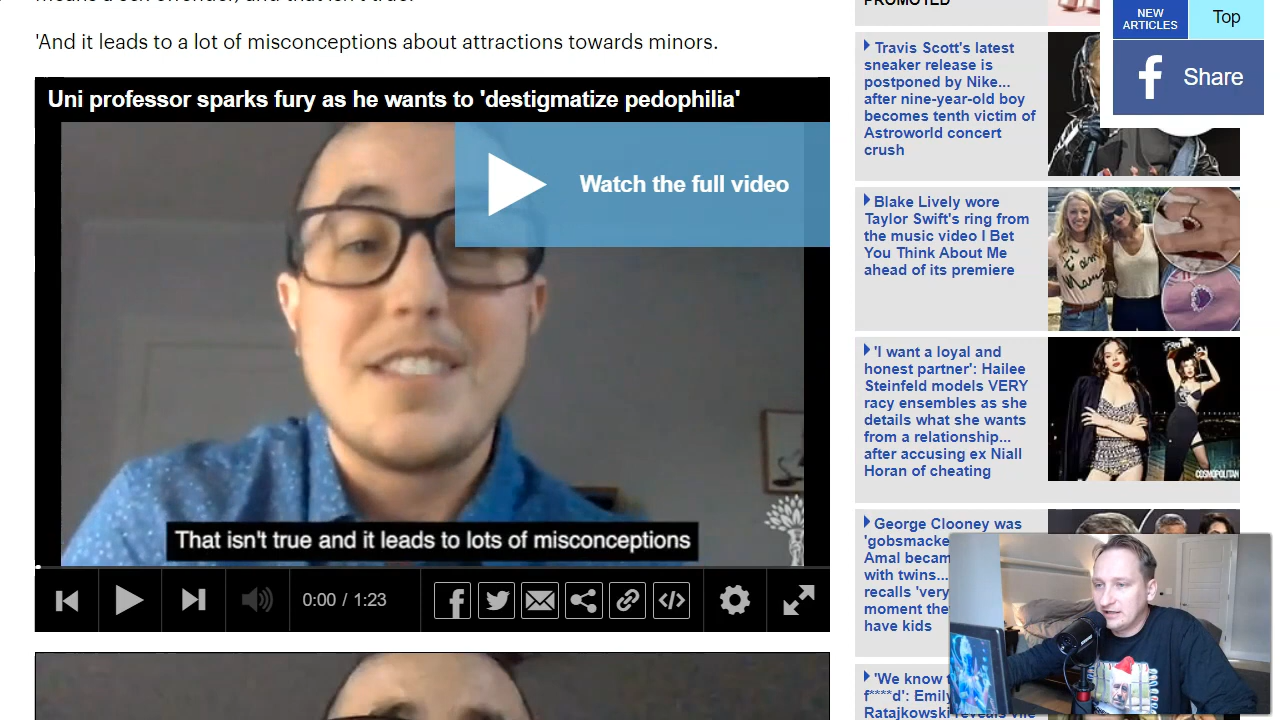 'And it leads to a lot of misconceptions about attractions towards minors.
Uni professor sparks fury as he wants to 'destigmatize pedophilia'
Watch the full video
That isn't true and it leads to lots of misconceptions
0:00 / 1:23
PROMOTED
NEW
ARTICLES
Top
Share
Travis Scott's latest
sneaker release is
postponed by Nike...
after nine-year-old boy
becomes tenth victim of
Astroworld concert
crush
Blake Lively wore
Taylor Swift's ring from
the music video I Bet
You Think About Me
ahead of its premiere
'I want a loyal and
honest partner': Hailee
Steinfeld models VERY
racy ensembles as she
details what she wants
from a relationship...
after accusing ex Niall
Horan of cheating
COSMOPOLITAN
George Clooney was
Amal
with twins...
recalls 'very
moment
have kids
'We know
f****d': Emily
Ratajkowski reveals